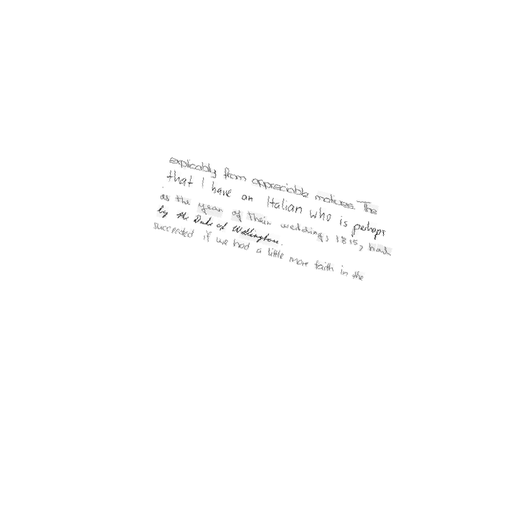 explicably from appreciable motives. The
that I have an Italian who is perhaps
as the year of their wedding, 1815,
by the Duke of Wellington.
succeeded if we had a little more faith in the